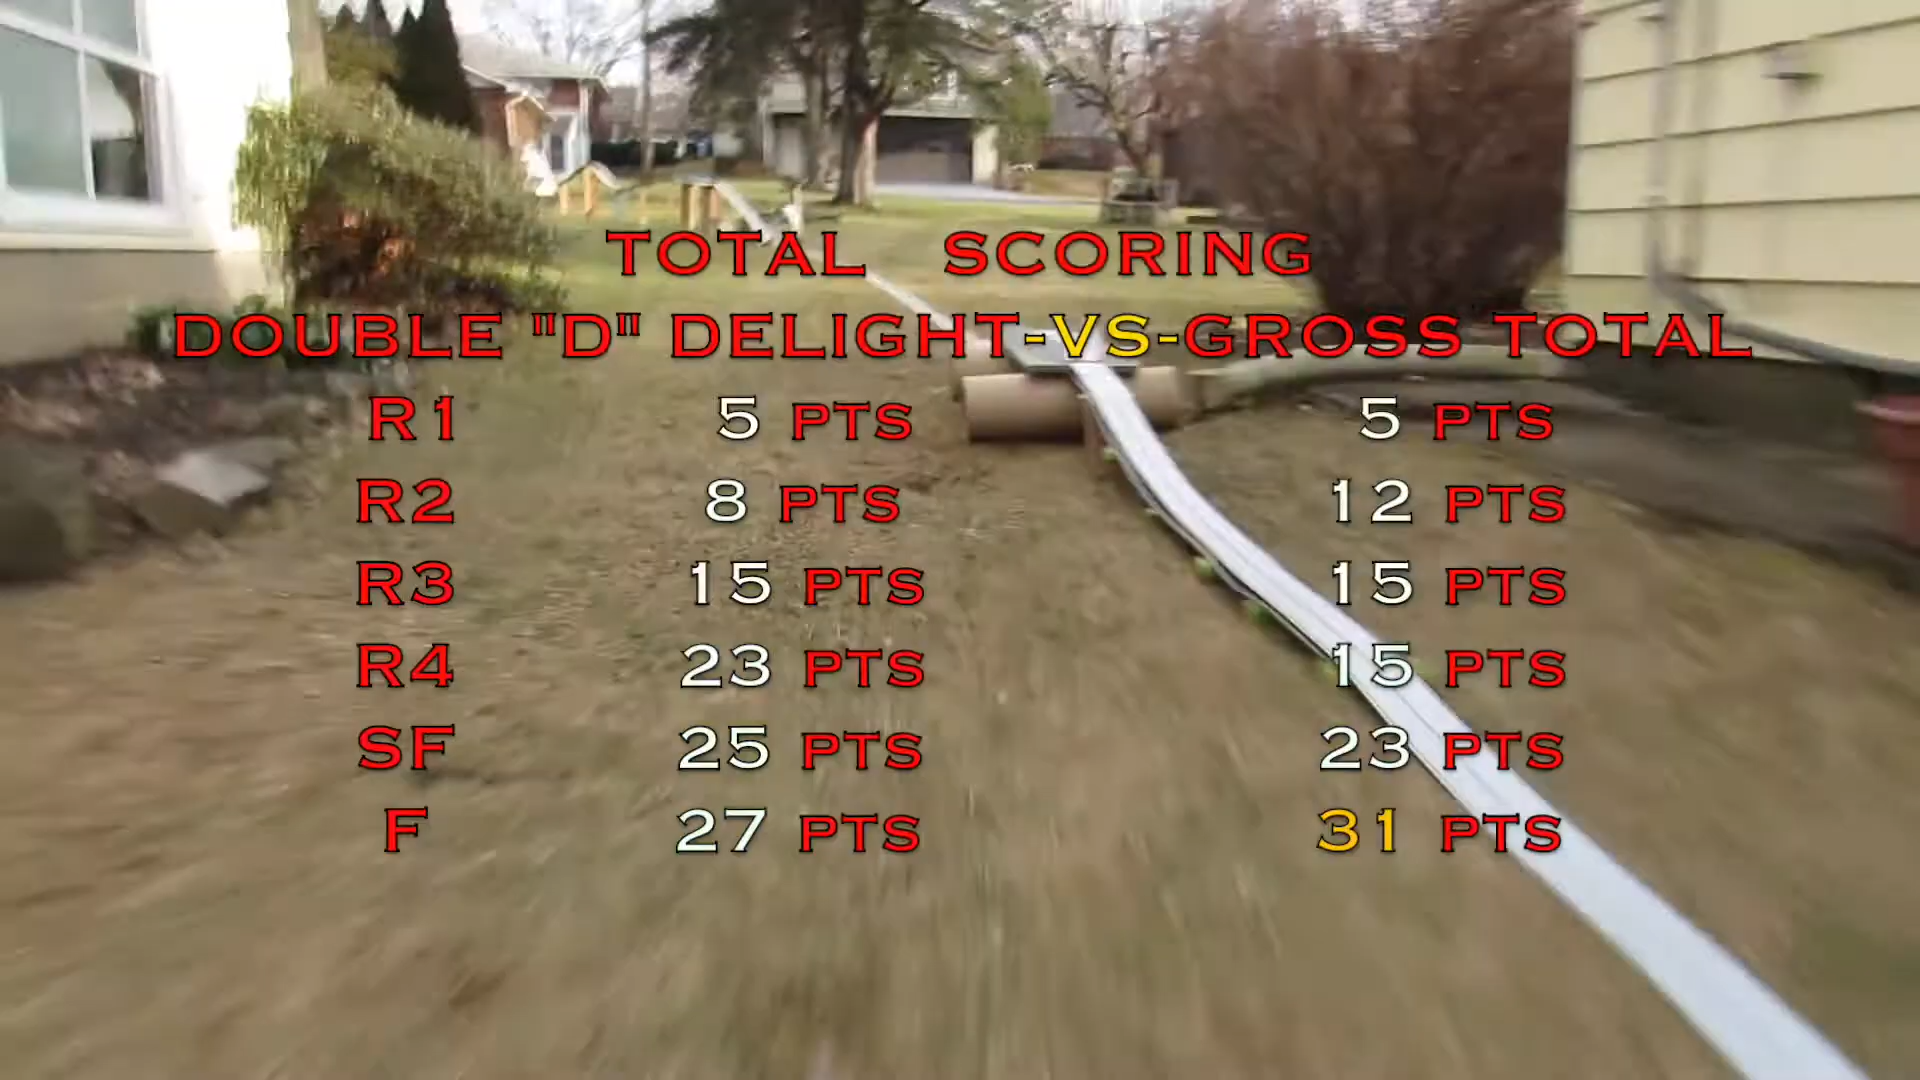 TOTAL SCORING
DOUBLE "D" DELIGHT-VS-GROSS TOTAL
R1 5 PTS 5 PTS
R2 8 PTS 12 PTS
R3 15 PTS 15 PTS
R4 23 PTS 15 PTS
SF 25 PTS 23 PTS
F 27 PTS 31 PTS